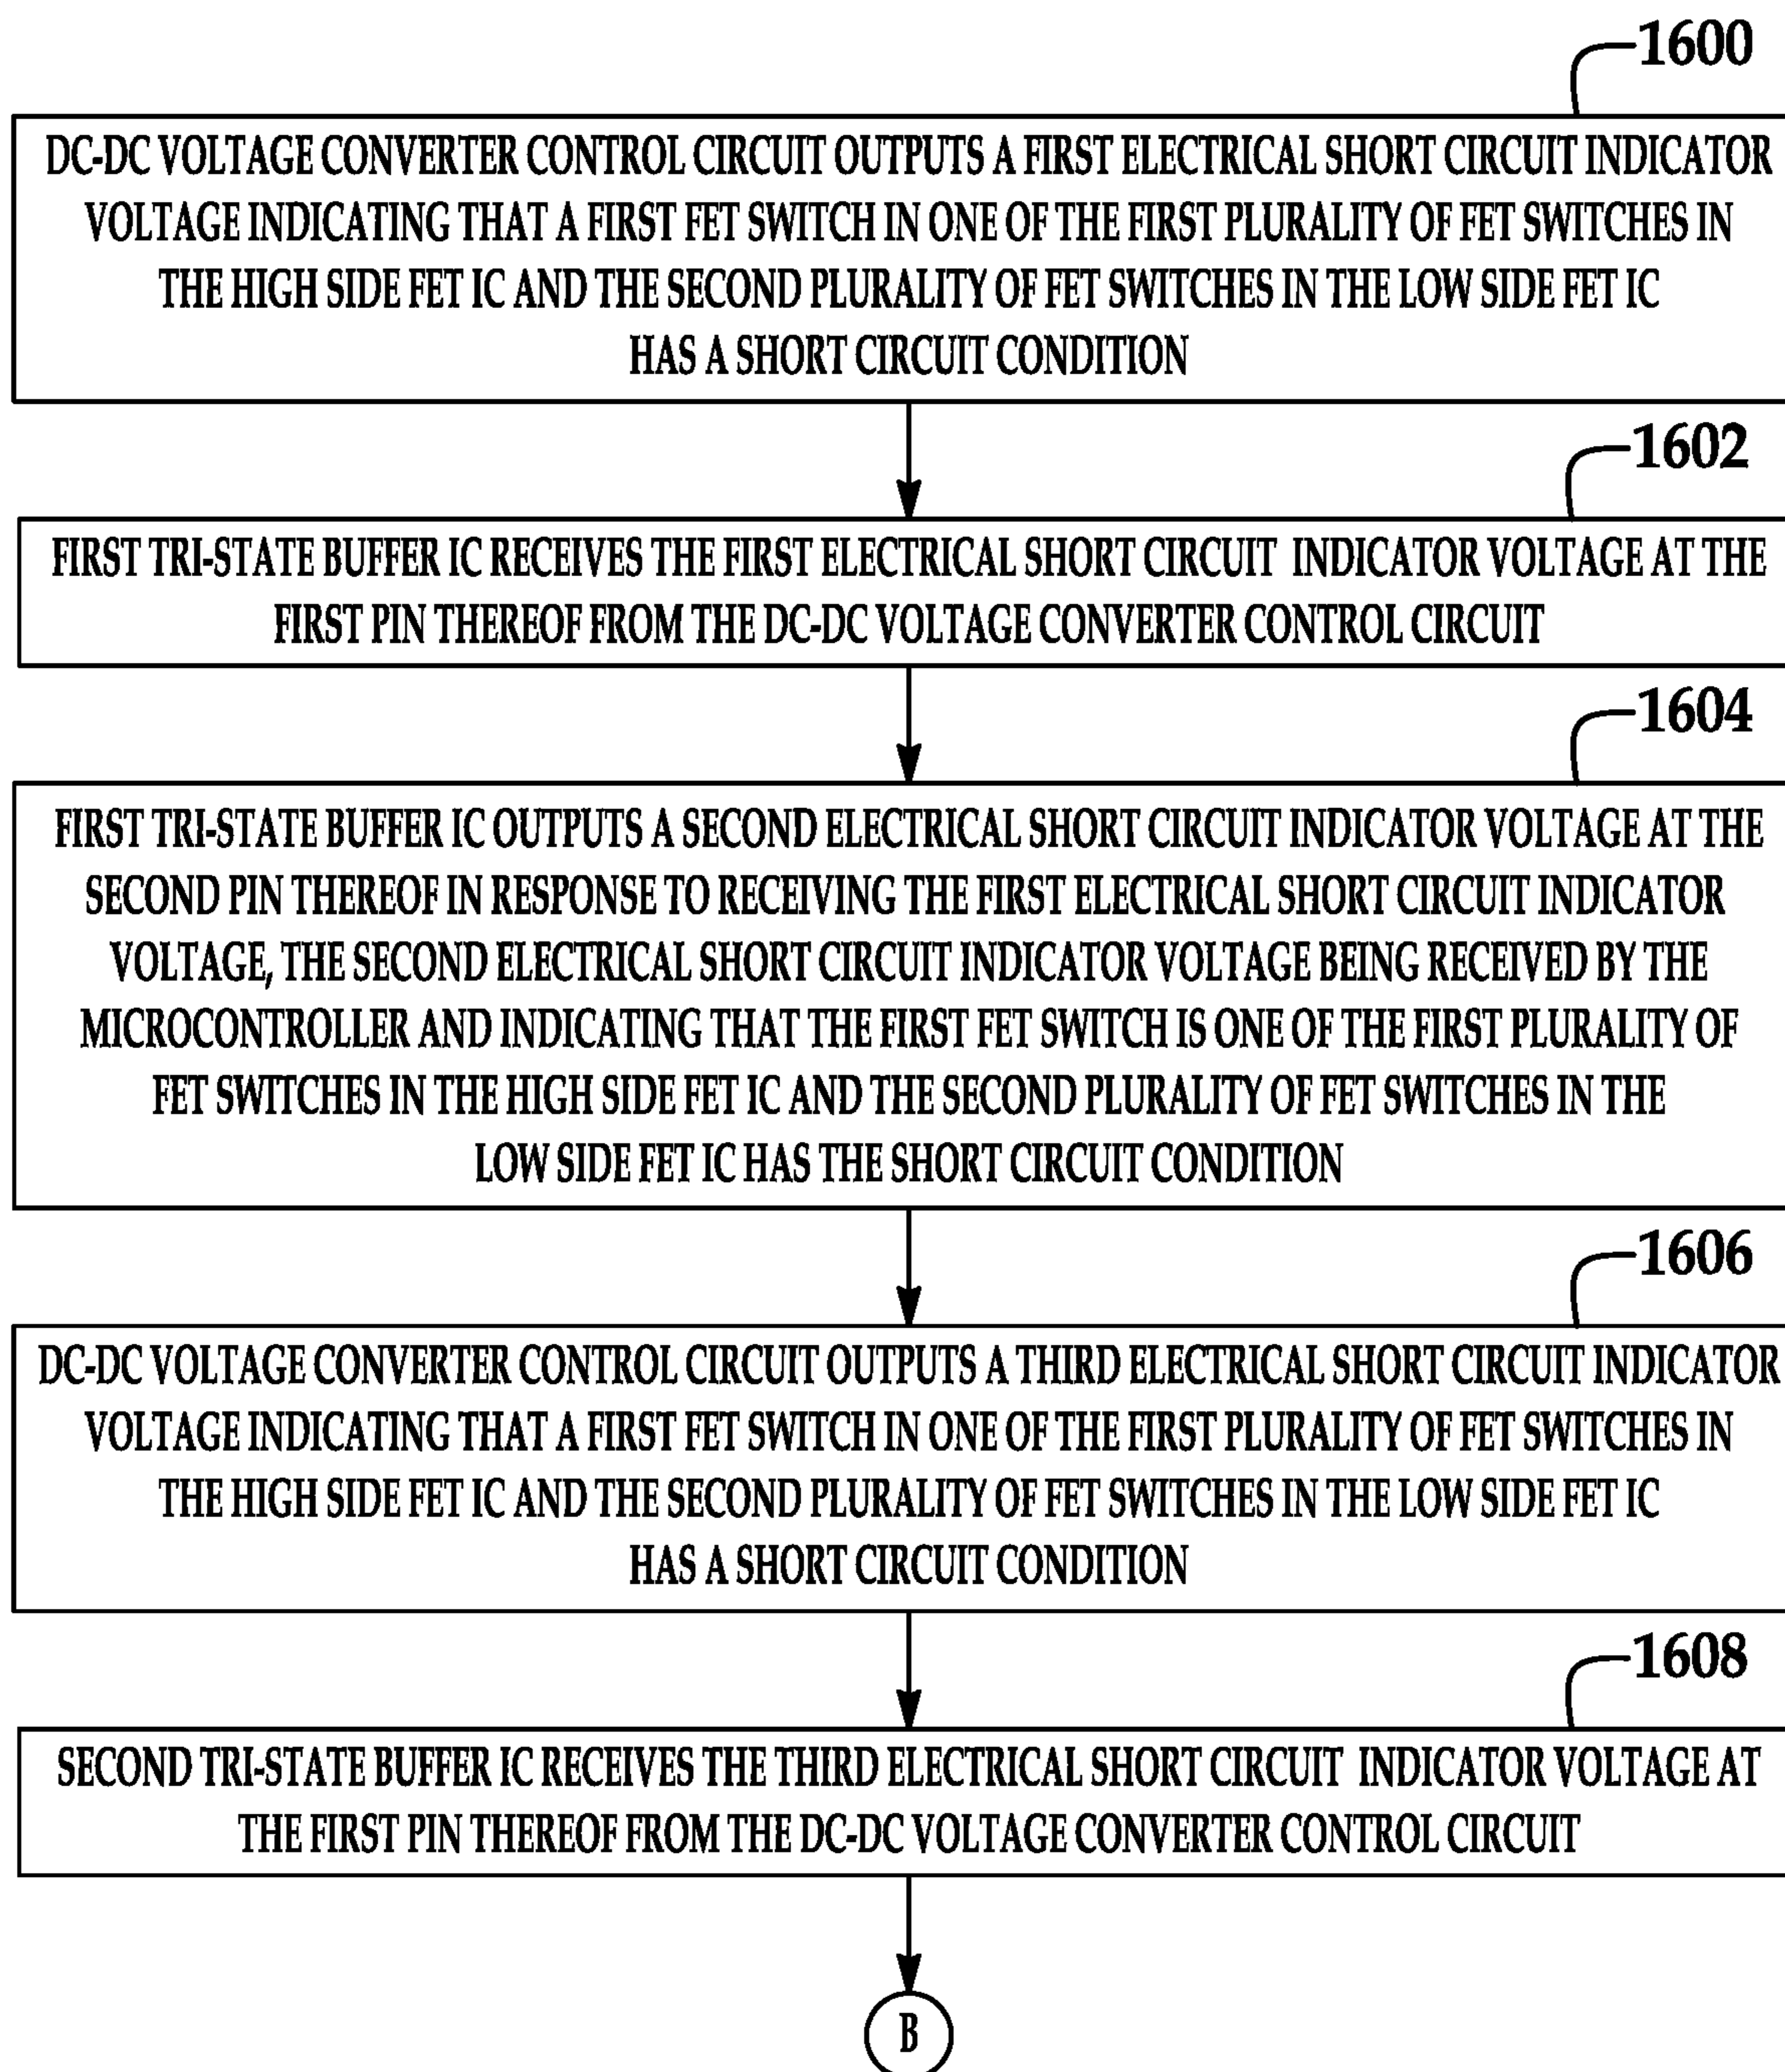 1600
DC-DC VOLTAGE CONVERTER CONTROL CIRCUIT OUTPUTS A FIRST ELECTRICAL SHORT CIRCUIT INDICATOR
VOLTAGE INDICATING THAT A FIRST FET SWITCH IN ONE OF THE FIRST PLURALITY OF FET SWITCHES IN
THE HIGH SIDE FET IC AND THE SECOND PLURALITY OF FET SWITCHES IN THE LOW SIDE FET IC
HAS A SHORT CIRCUIT CONDITION
1602
FIRST TRI-STATE BUFFER IC RECEIVES THE FIRST ELECTRICAL SHORT CIRCUIT INDICATOR VOLTAGE AT THE
FIRST PIN THEREOF FROM THE DC-DC VOLTAGE CONVERTER CONTROL CIRCUIT
1604
FIRST TRI-STATE BUFFER IC OUTPUTS A SECOND ELECTRICAL SHORT CIRCUIT INDICATOR VOLTAGE AT THE
SECOND PIN THEREOF IN RESPONSE TO RECEIVING THE FIRST ELECTRICAL SHORT CIRCUIT INDICATOR
VOLTAGE, THE SECOND ELECTRICAL SHORT CIRCUIT INDICATOR VOLTAGE BEING RECEIVED BY THE
MICROCONTROLLER AND INDICATING THAT THE FIRST FET SWITCH IS ONE OF THE FIRST PLURALITY OF
FET SWITCHES IN THE HIGH SIDE FET IC AND THE SECOND PLURALITY OF FET SWITCHES IN THE
LOW SIDE FET IC HAS THE SHORT CIRCUIT CONDITION
1606
DC-DC VOLTAGE CONVERTER CONTROL CIRCUIT OUTPUTS A THIRD ELECTRICAL SHORT CIRCUIT INDICATOR
VOLTAGE INDICATING THAT A FIRST FET SWITCH IN ONE OF THE FIRST PLURALITY OF FET SWITCHES IN
THE HIGH SIDE FET IC AND THE SECOND PLURALITY OF FET SWITCHES IN THE LOW SIDE FET IC
HAS A SHORT CIRCUIT CONDITION
1608
SECOND TRI-STATE BUFFER IC RECEIVES THE THIRD ELECTRICAL SHORT CIRCUIT INDICATOR VOLTAGE AT
THE FIRST PIN THEREOF FROM THE DC-DC VOLTAGE CONVERTER CONTROL CIRCUIT
B